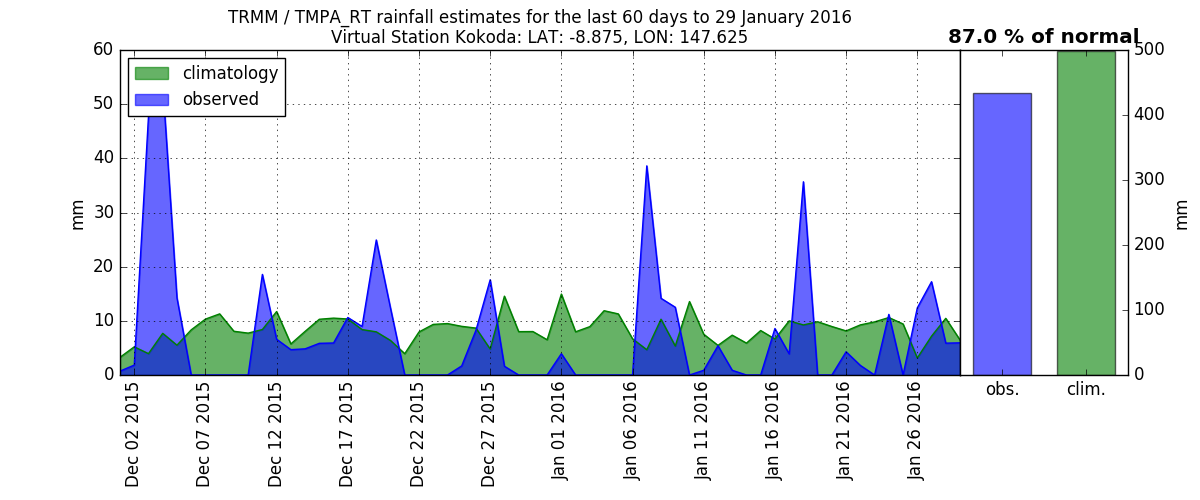 TRMM / TMPA_RT rainfall estimates for the last 60 days to 29 January 2016
Virtual Station Kokoda: LAT: -8.875, LON: 147.625
87.0 % of normal
climatology
observed
60
50
40
30
20
10
0
mm
Dec 02 2015
Dec 07 2015
Dec 12 2015
Dec 17 2015
Dec 22 2015
Dec 27 2015
Jan 01 2016
Jan 06 2016
Jan 11 2016
Jan 16 2016
Jan 21 2016
Jan 26 2016
obs.
clim.
500
400
300
200
100
0
mm